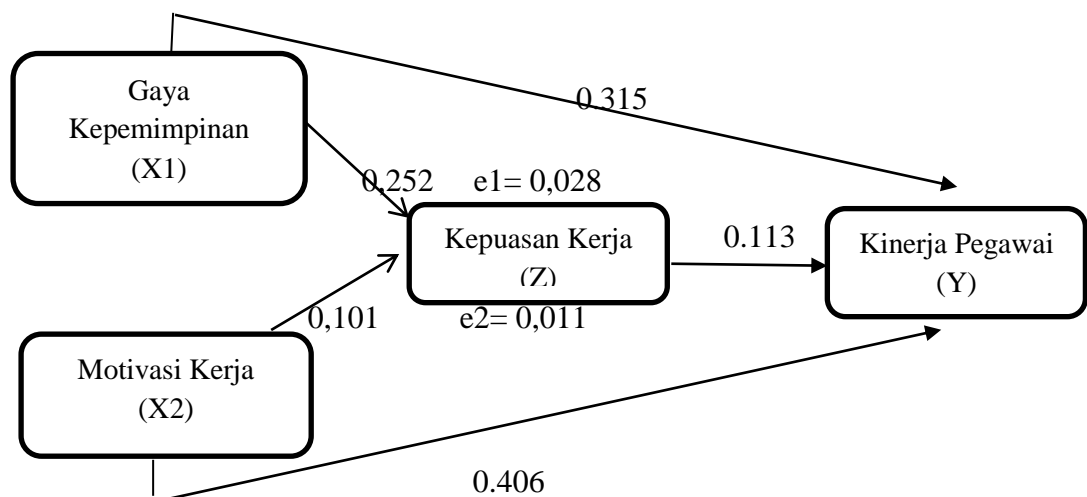 Gaya
Kepemimpinan
(X1)
0.315
0,252
e1= 0,028
Kepuasan Kerja
(Z)
0.113
Kinerja Pegawai
(Y)
0,101
e2= 0,011
Motivasi Kerja
(X2)
0.406